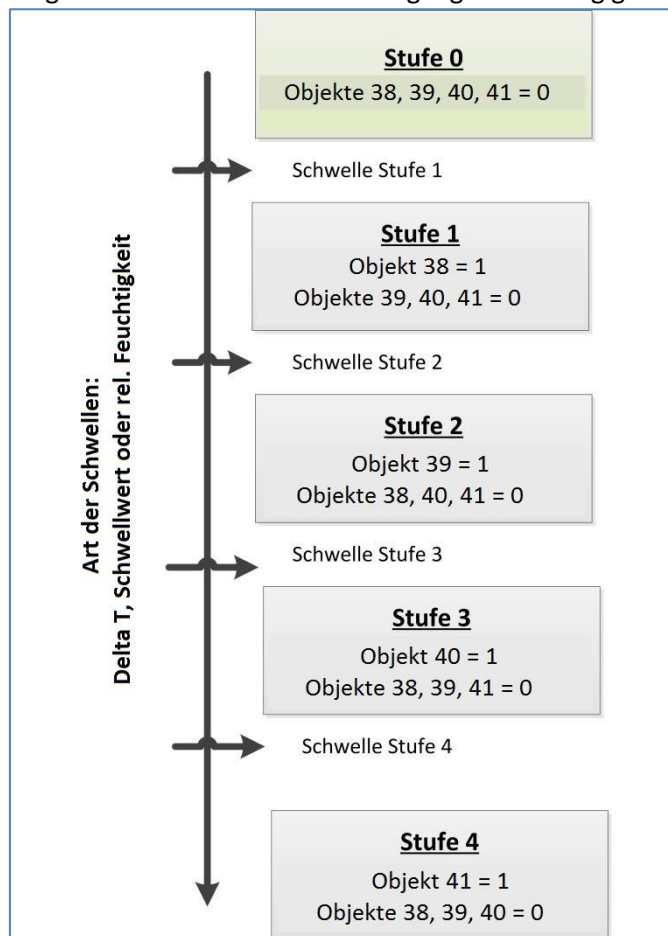 Stufe 0
Objekte 38, 39, 40, 41 = 0
Schwelle Stufe 1
Stufe 1
Objekt 38 = 1
Objekte 39, 40, 41 = 0
Schwelle Stufe 2
Stufe 2
Objekt 39 = 1
Objekte 38, 40, 41 = 0
Schwelle Stufe 3
Stufe 3
Objekt 40 = 1
Objekte 38, 39, 41 = 0
Schwelle Stufe 4
Stufe 4
Objekt 41 = 1
Objekte 38, 39, 40 = 0
Art der Schwellen:
Delta T, Schwellwert oder rel. Feuchtigkeit